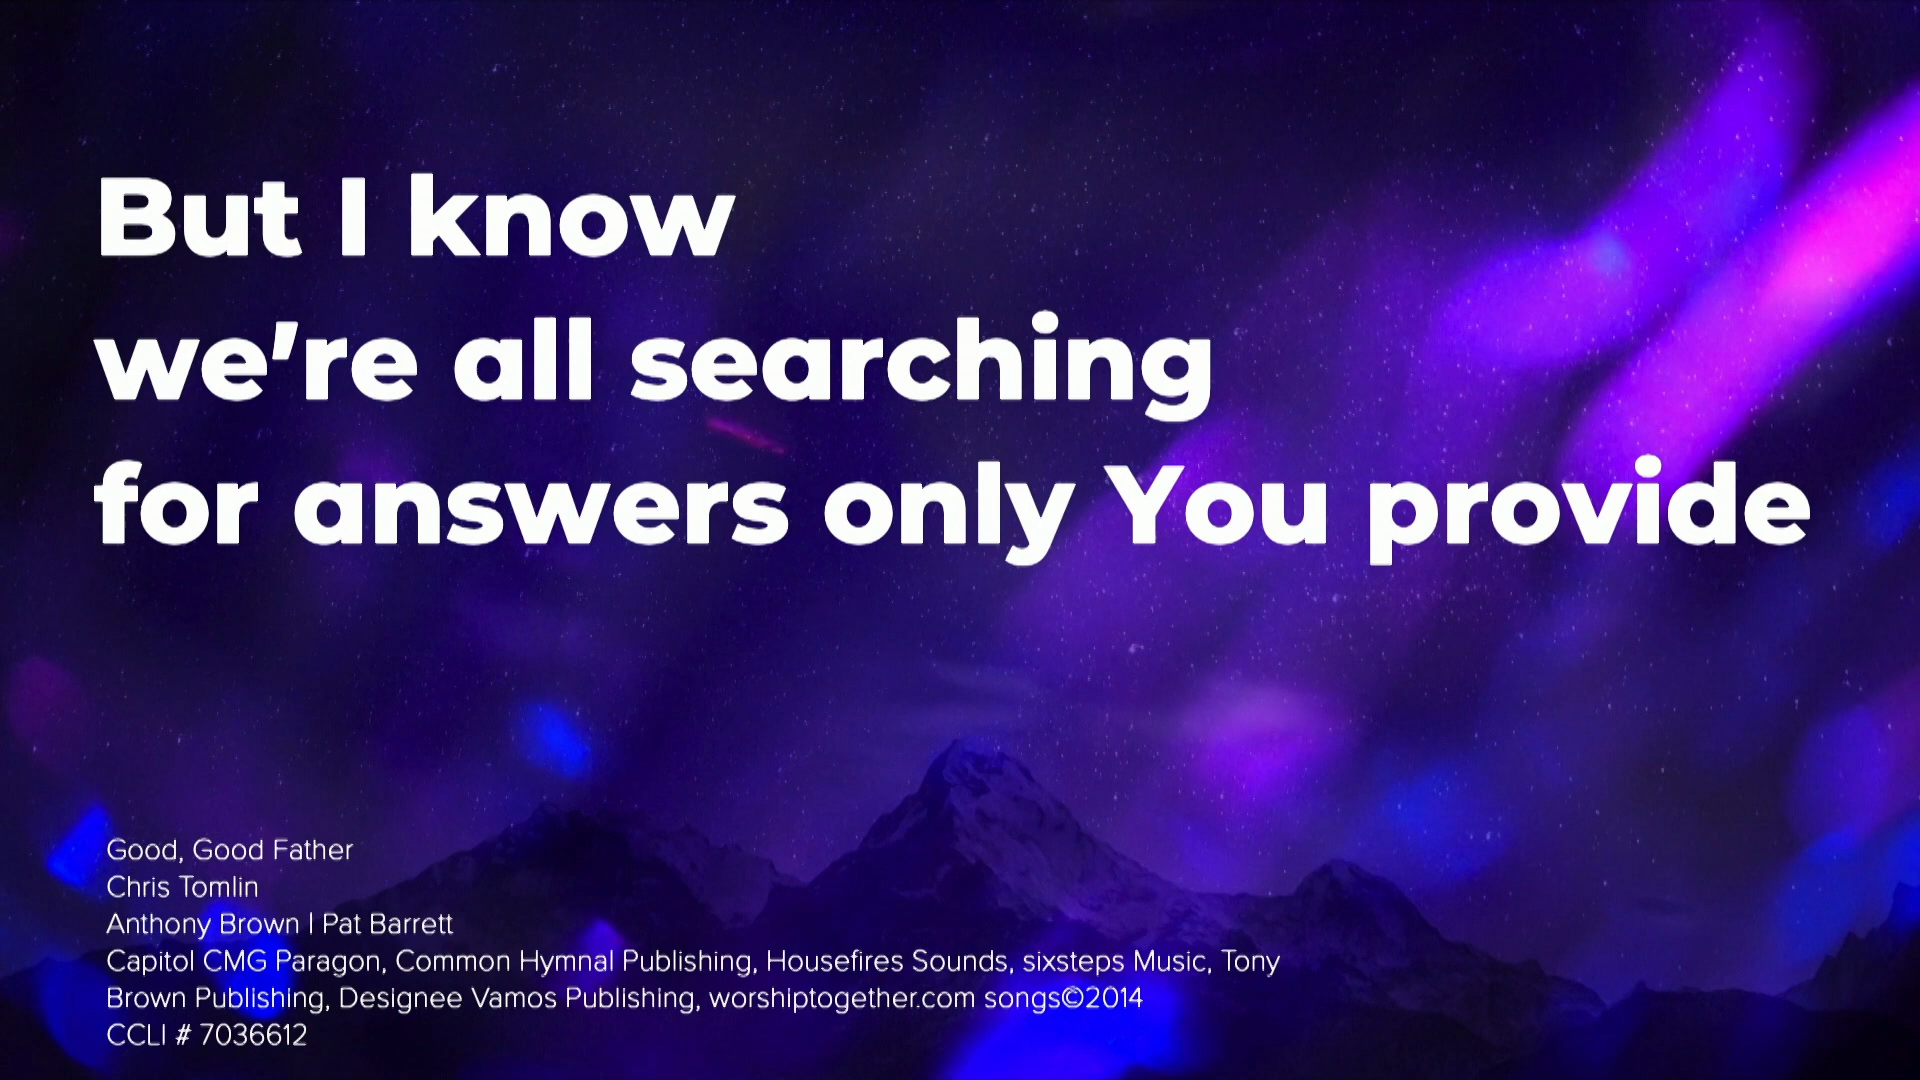 But I know
we're all searching
for answers only You provide
Good, Good Father
Chris Tomlin
Anthony Brown | Pat Barrett
Capitol CMG Paragon, Common Hymnal Publishing, Housefires Sounds, sixsteps Music, Tony
Brown Publishing, Designee Vamos Publishing, worshiptogether.com songs©2014
CCLI # 7036612